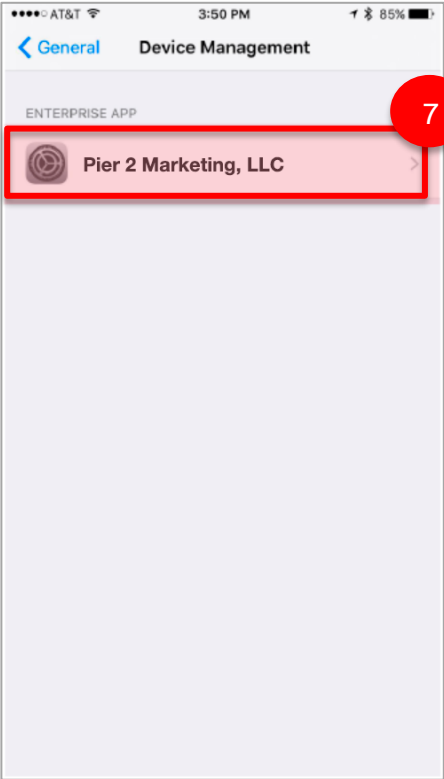 AT&T 3:50 PM 85%
General Device Management
ENTERPRISE APP
7
Pier 2 Marketing, LLC